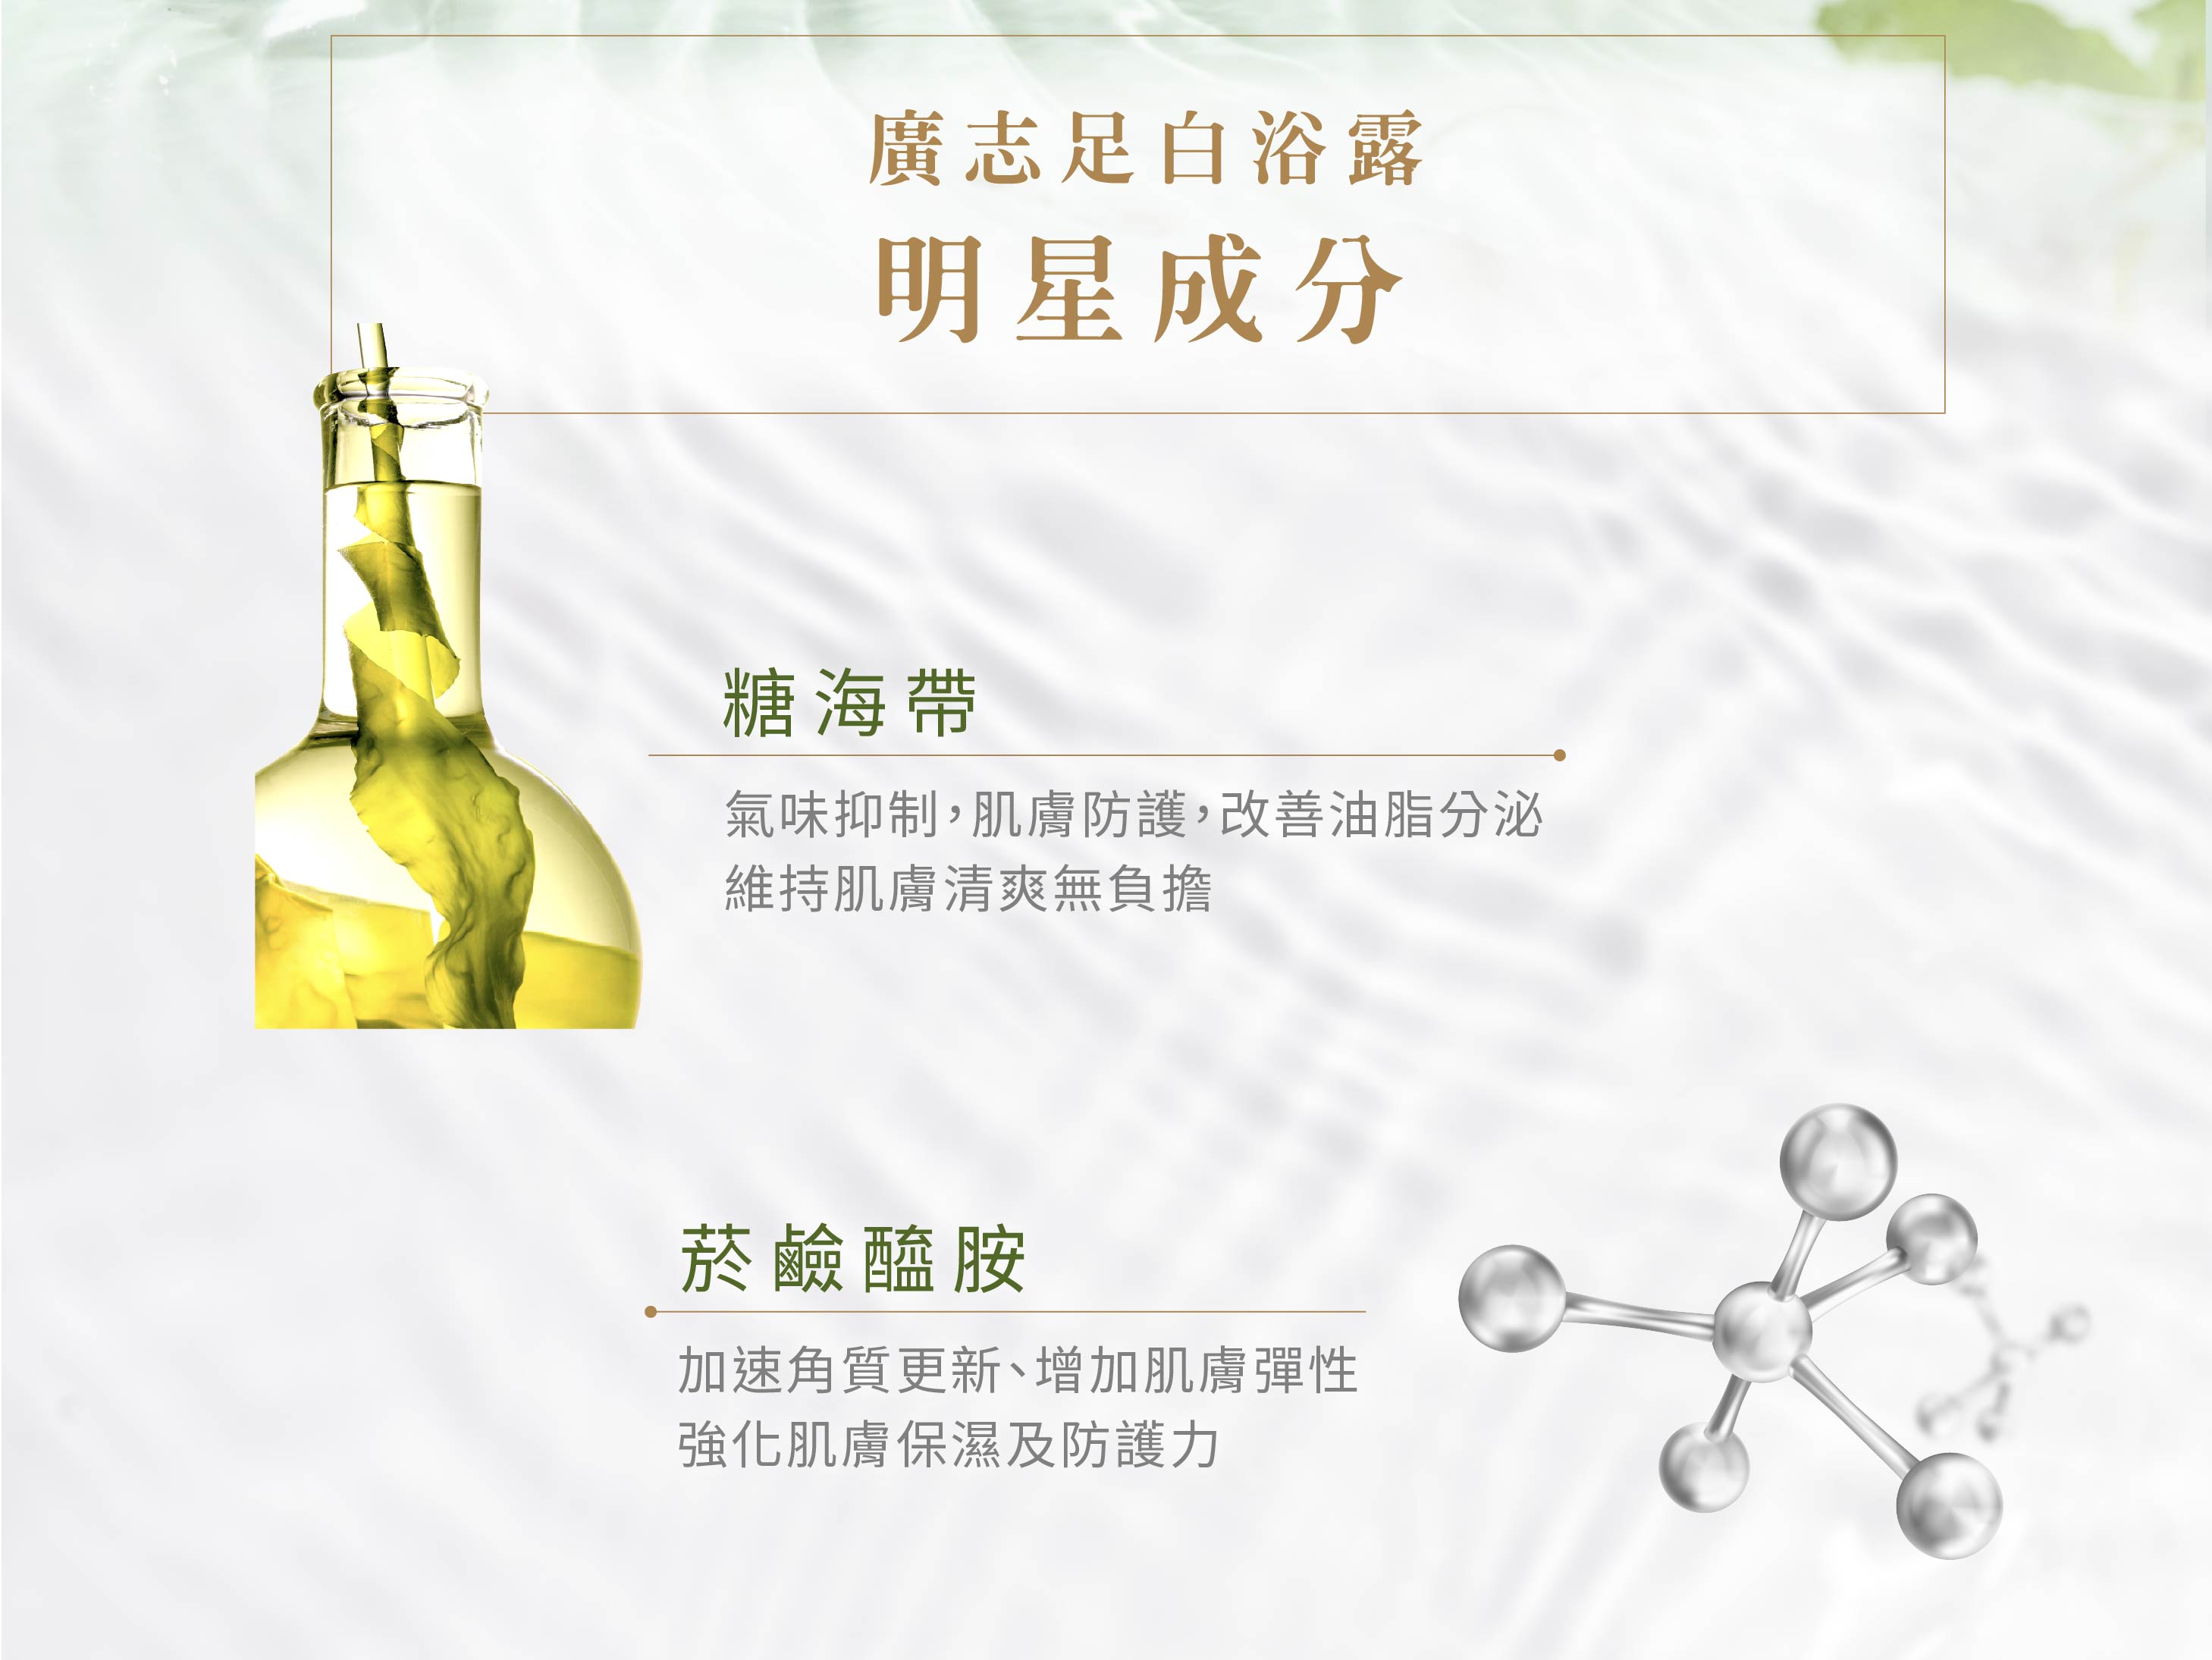 廣志足白浴露
明星成分
糖海帶
氣味抑制，肌膚防護，改善油脂分泌
維持肌膚清爽無負擔
菸鹼醯胺
加速角質更新、增加肌膚彈性
強化肌膚保濕及防護力